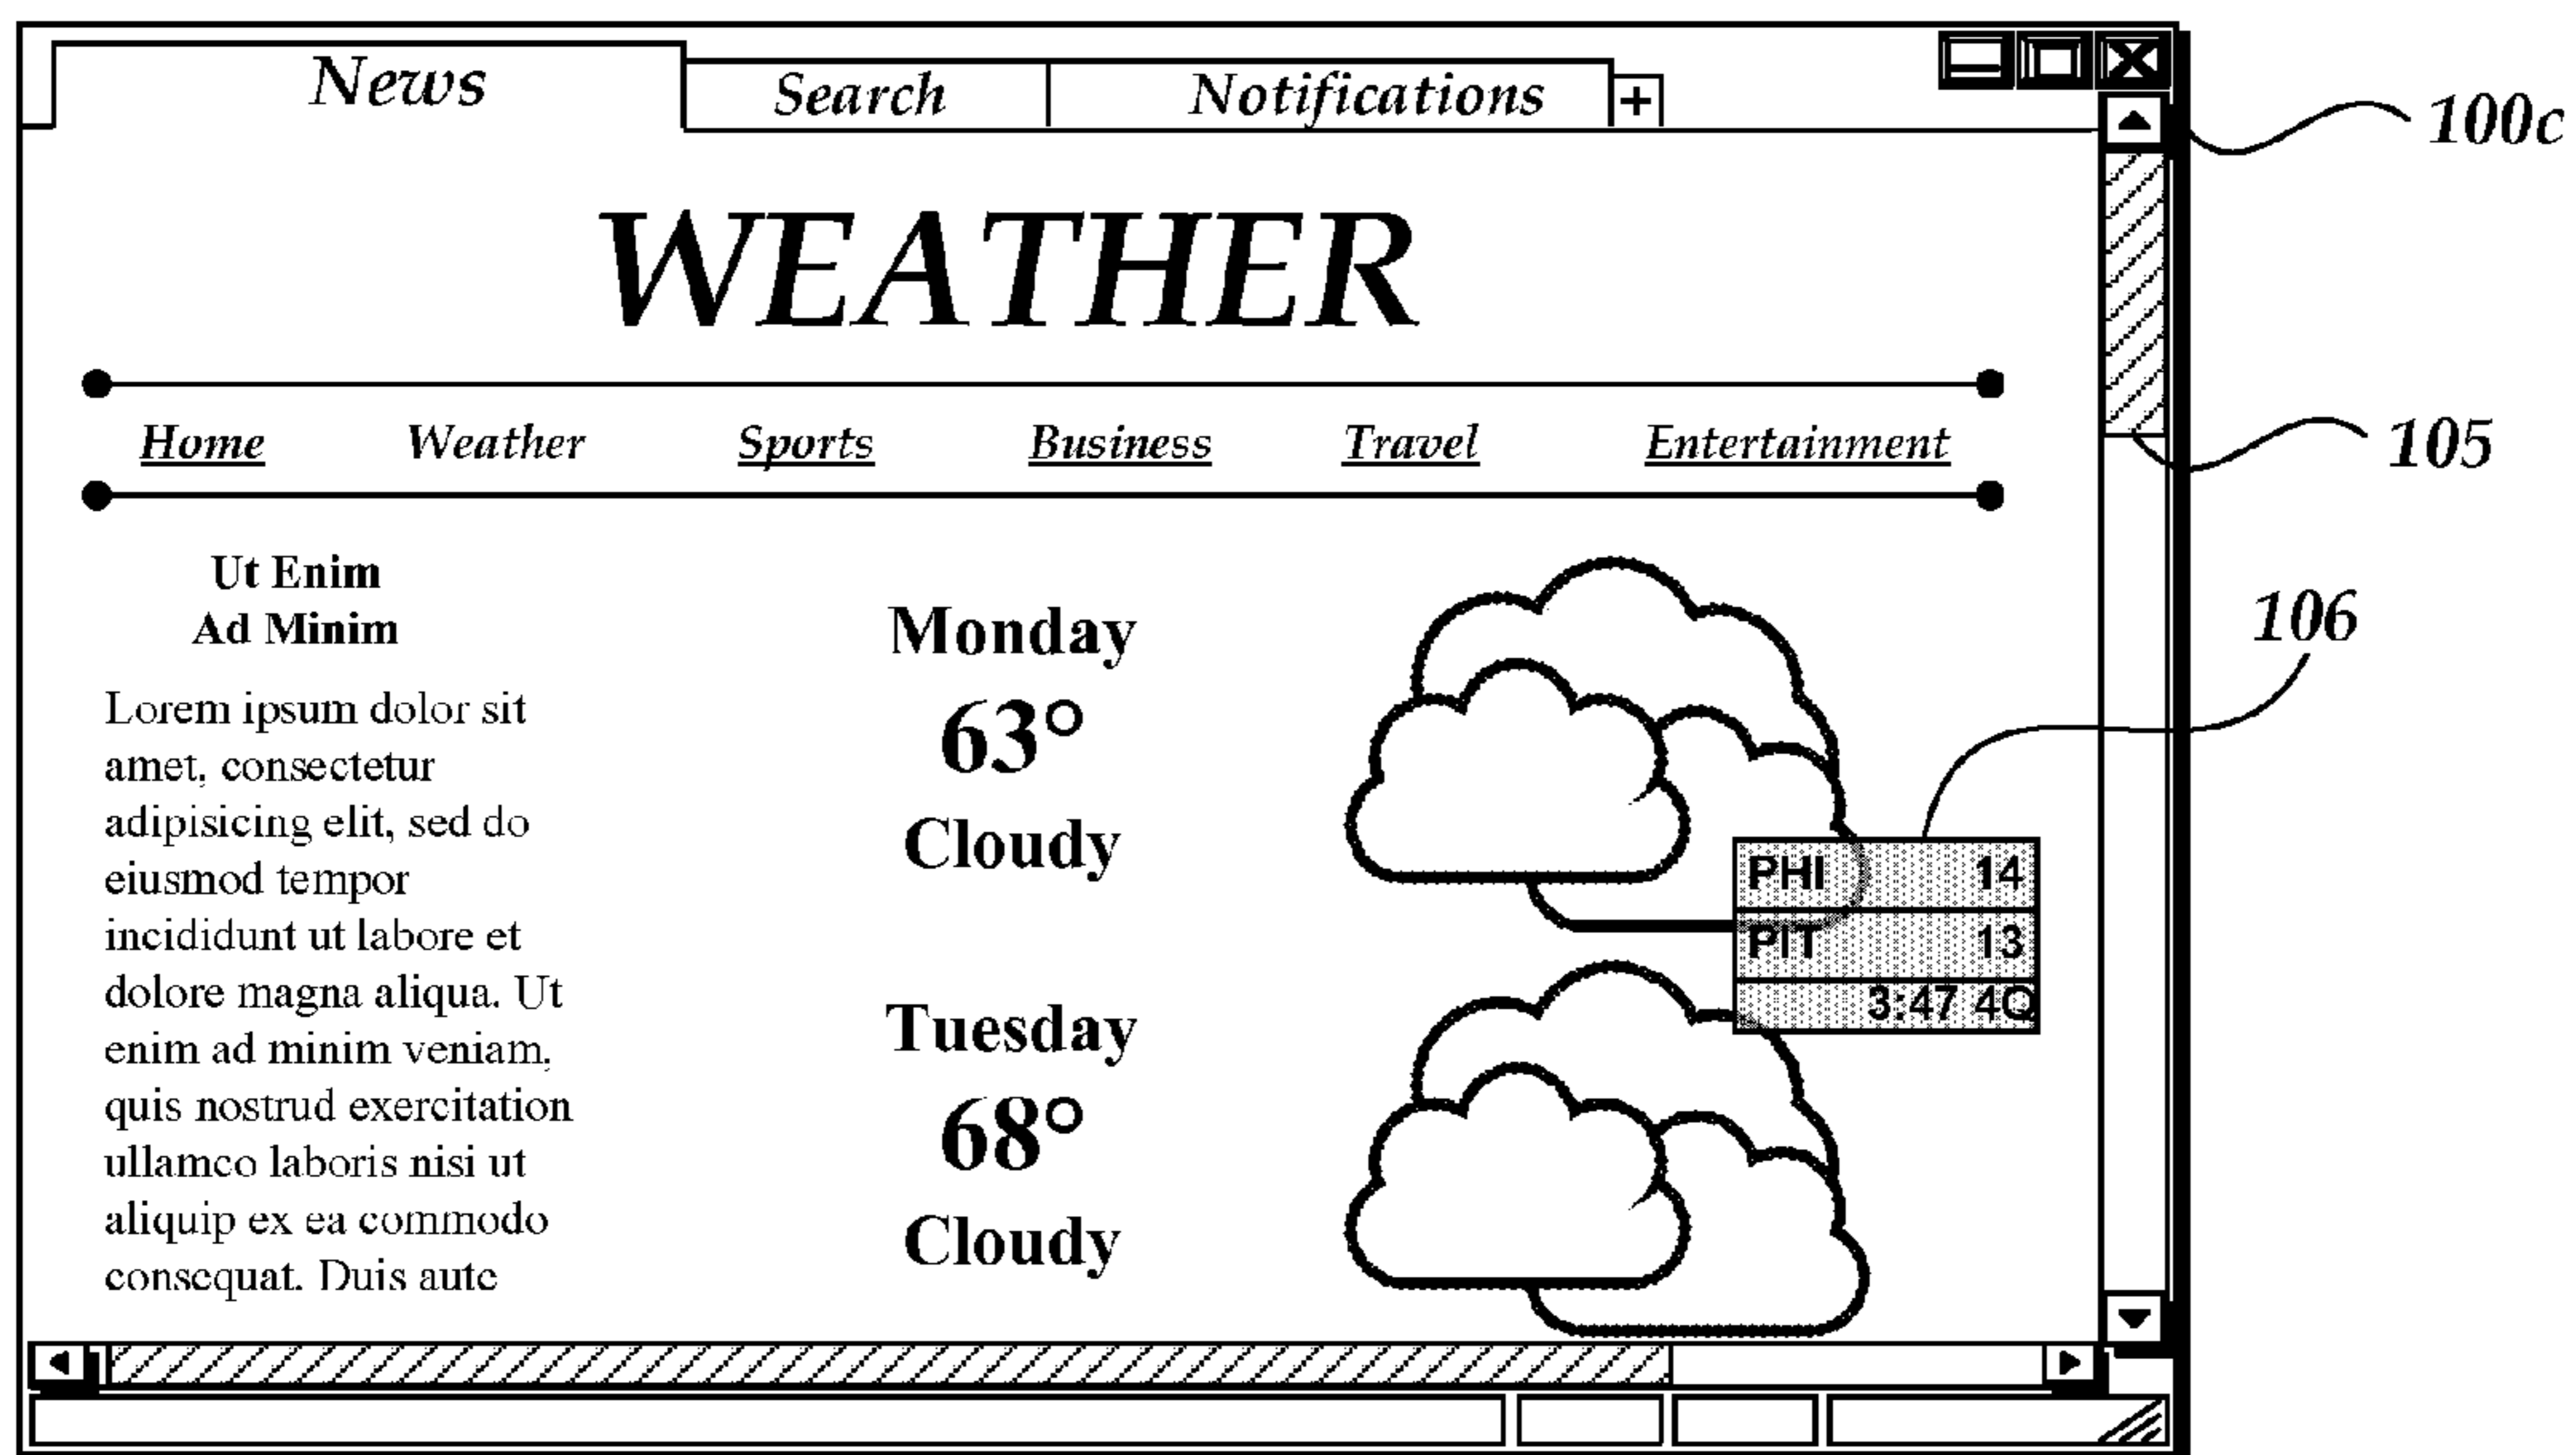 News Search Notifications +
100c
WEATHER
Home Weather Sports Business Travel Entertainment
105
Ut Enim
Ad Minim
Lorem ipsum dolor sit
amet, consectetur
adipisicing elit, sed do
eiusmod tempor
incididunt ut labore et
dolore magna aliqua. Ut
enim ad minim veniam,
quis nostrud exercitation
ullamco laboris nisi ut
aliquip ex ea commodo
consequat. Duis aute
Monday
63°
Cloudy
Tuesday
68°
Cloudy
106
PHI 14
PIT 13
3:47 4Q